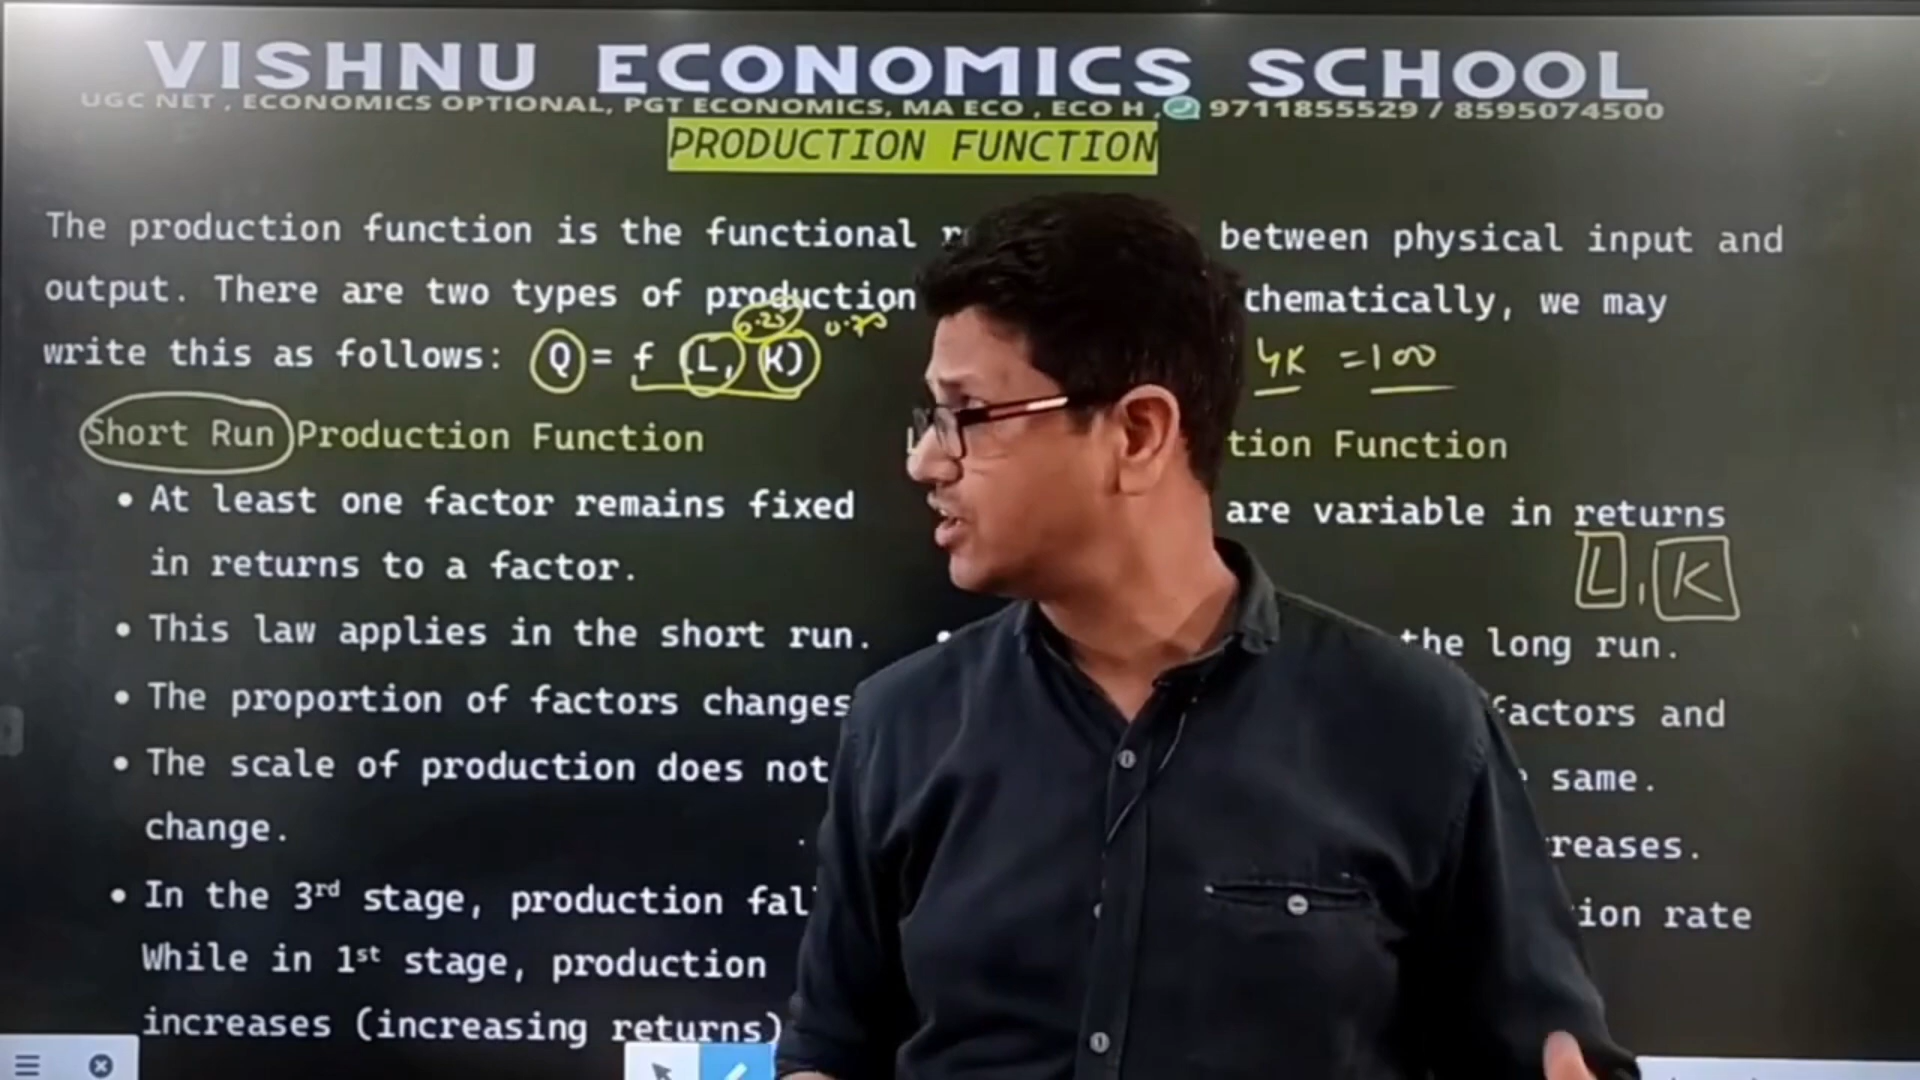 VISHNU ECONOMICS SCHOOL
UGC NET , ECONOMICS OPTIONAL, PGT ECONOMICS, MA ECO , ECO H , 9711855529 / 8595074500
PRODUCTION FUNCTION
The production function is the functional between physical input and
output. There are two types of production thematically, we may
0.25
write this as follows: Q = f (L, K) 4K = 100
Short Run Production Function
• At least one factor remains fixed
in returns to a factor.
• This law applies in the short run.
• The proportion of factors changes
• The scale of production does not
change.
• In the 3rd stage, production fal
While in 1st stage, production
increases (increasing returns)
tion Function
are variable in returns
L, K
the long run.
factors and
same.
reases.
ion rate